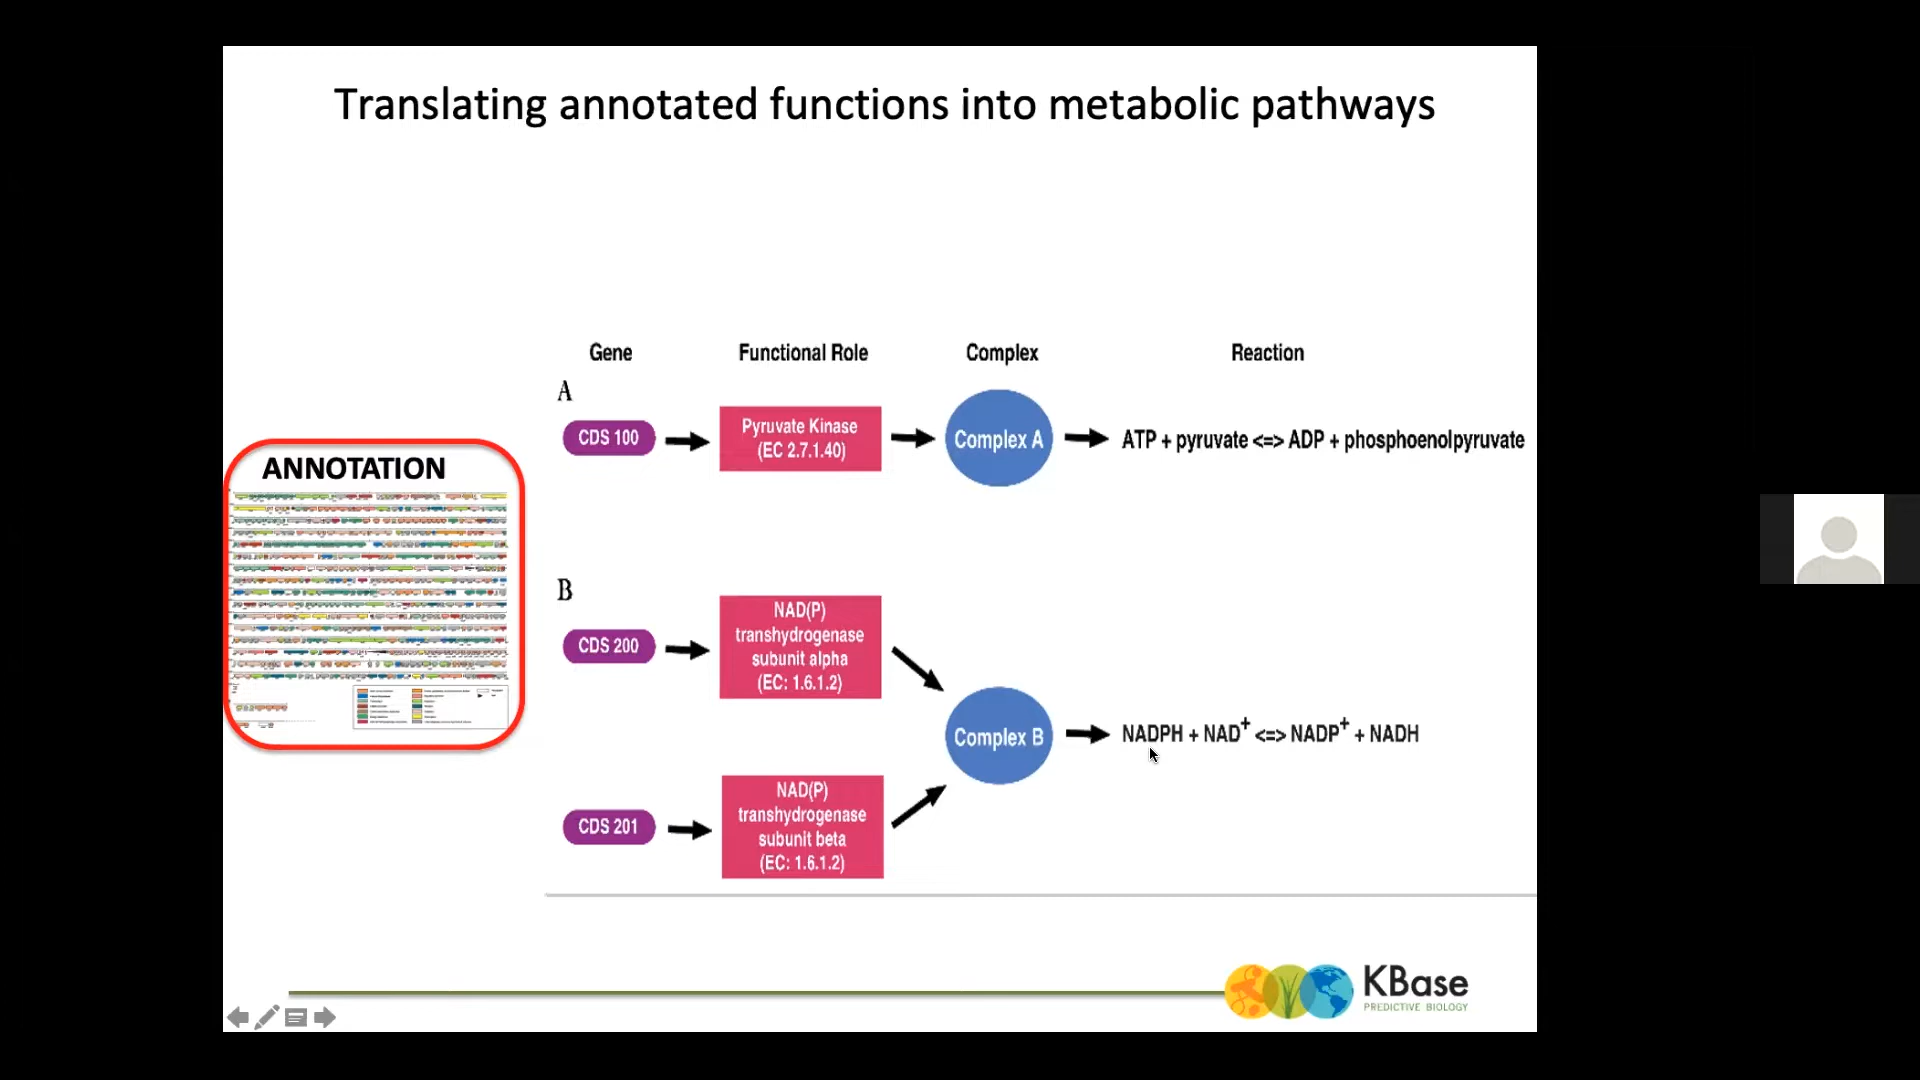 Translating annotated functions into metabolic pathways
Gene
Functional Role
Complex
Reaction
A
CDS 100
Pyruvate Kinase
(EC 2.7.1.40)
Complex A
ATP + pyruvate <=> ADP + phosphoenolpyruvate
ANNOTATION
B
CDS 200
NAD(P)
transhydrogenase
subunit alpha
(EC: 1.6.1.2)
Complex B
NADPH + NAD⁺ <=> NADP⁺ + NADH
CDS 201
NAD(P)
transhydrogenase
subunit beta
(EC: 1.6.1.2)
KBase
PREDICTIVE BIOLOGY